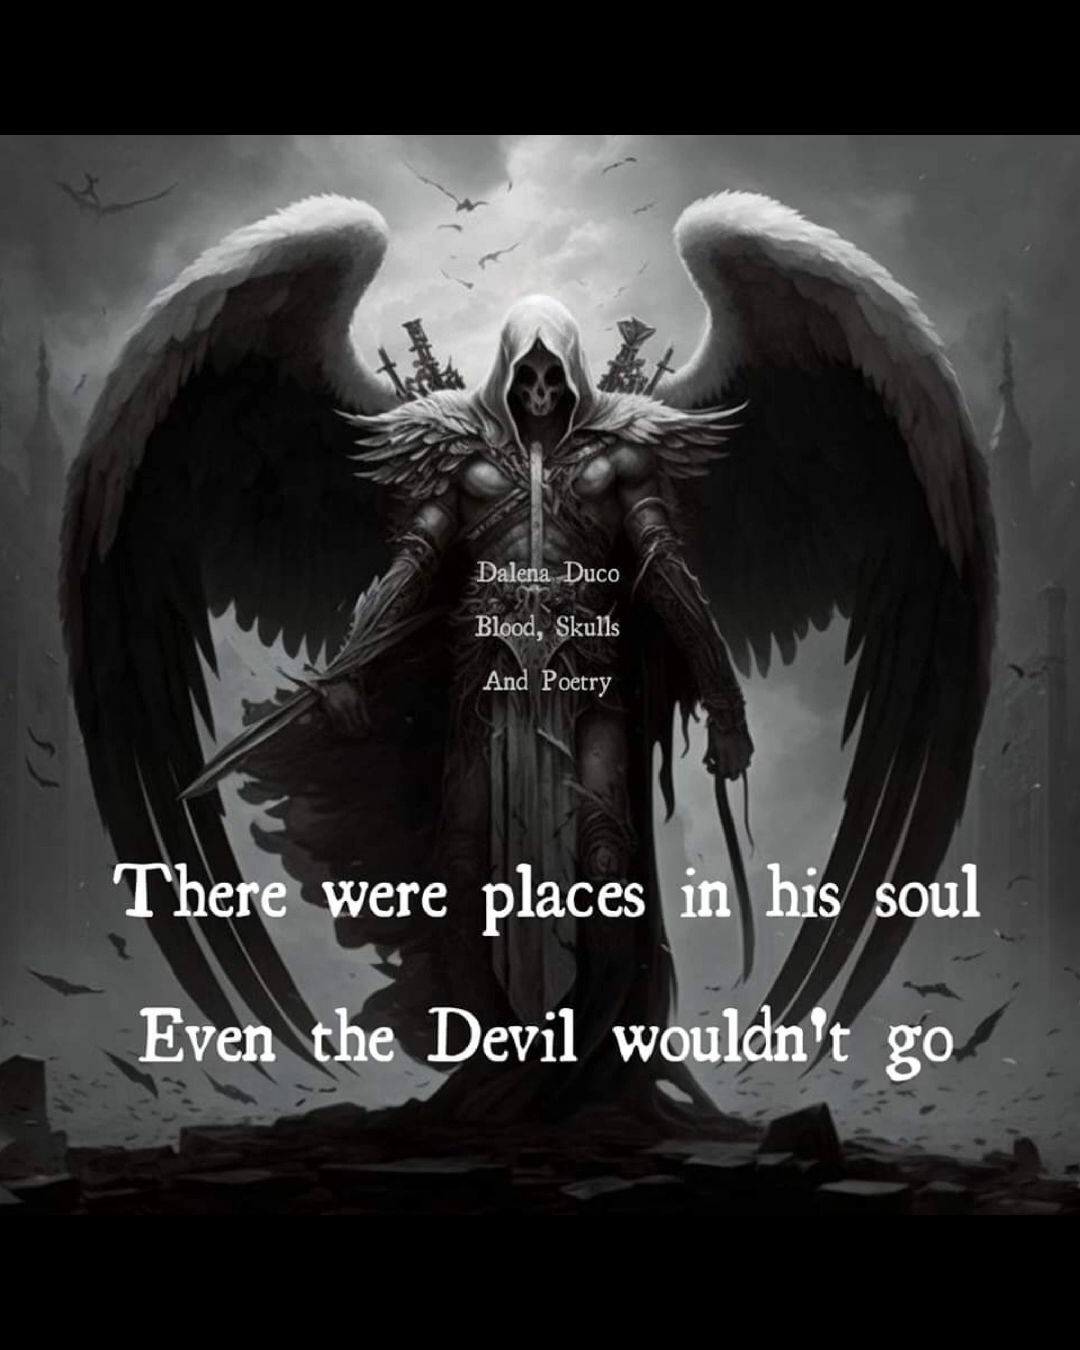 Dalena Duco
Blood, Skulls
And Poetry
There were places in his soul
Even the Devil wouldn't go